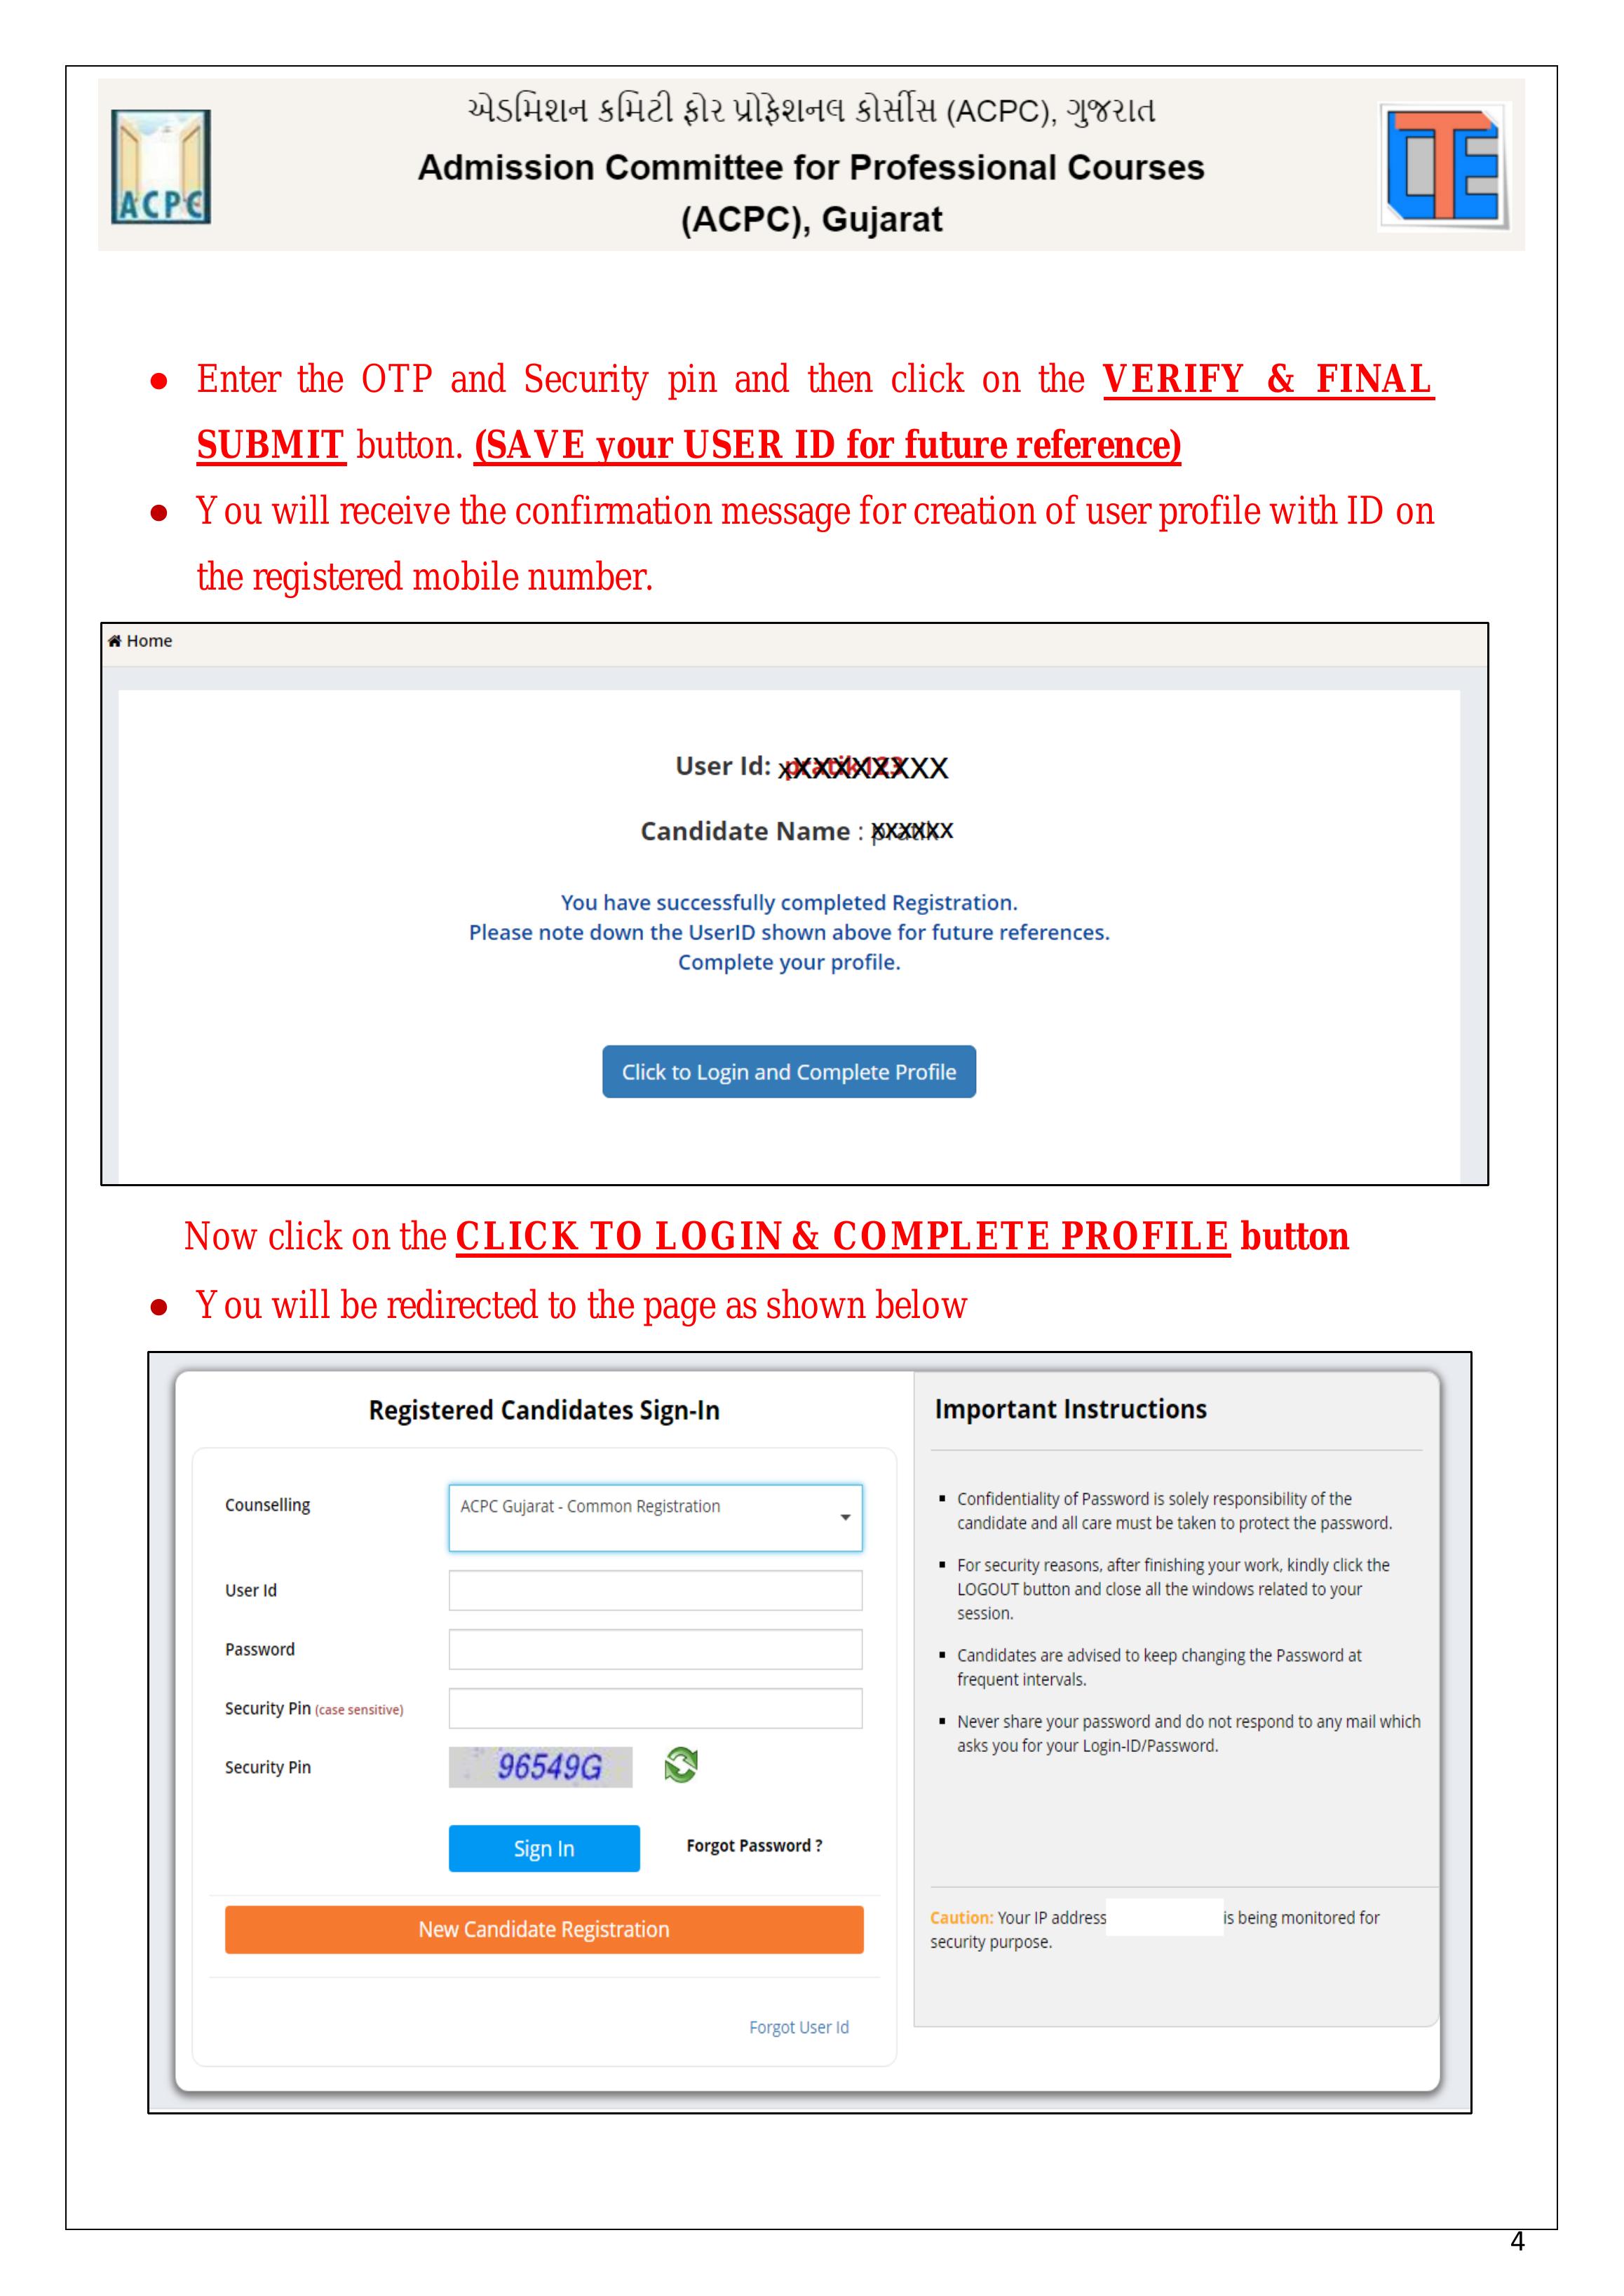 એડમિશન કમિટી ફોર પ્રોફેશનલ કોર્સીસ (ACPC), ગુજરાત
Admission Committee for Professional Courses
(ACPC), Gujarat
ACPC
● Enter the OTP and Security pin and then click on the VERIFY & FINAL
SUBMIT button. (SAVE your USER ID for future reference)
● You will receive the confirmation message for creation of user profile with ID on
the registered mobile number.
Home
User Id:
Candidate Name :
You have successfully completed Registration.
Please note down the UserID shown above for future references.
Complete your profile.
Click to Login and Complete Profile
Now click on the CLICK TO LOGIN & COMPLETE PROFILE button
● You will be redirected to the page as shown below
Registered Candidates Sign-In
Counselling
ACPC Gujarat - Common Registration
User Id
Password
Security Pin (case sensitive)
Security Pin
96549G
Sign In
Forgot Password ?
New Candidate Registration
Forgot User Id
Important Instructions
▪ Confidentiality of Password is solely responsibility of the
candidate and all care must be taken to protect the password.
▪ For security reasons, after finishing your work, kindly click the
LOGOUT button and close all the windows related to your
session.
▪ Candidates are advised to keep changing the Password at
frequent intervals.
▪ Never share your password and do not respond to any mail which
asks you for your Login-ID/Password.
Caution: Your IP address is being monitored for
security purpose.
4